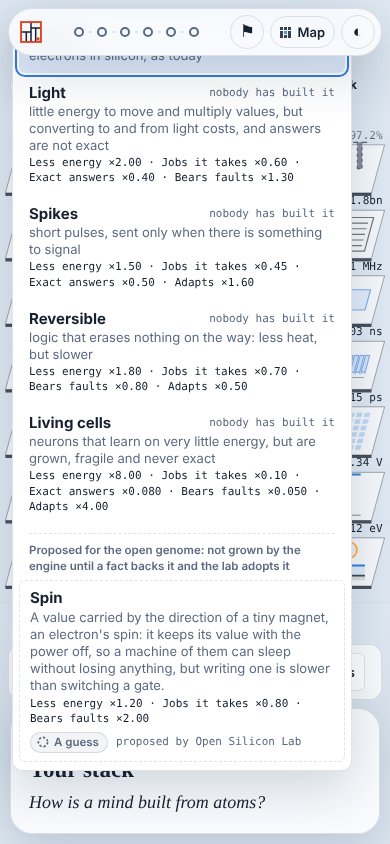 Map
electrons in silicon, as today
Light nobody has built it
little energy to move and multiply values, but
converting to and from light costs, and answers
are not exact
Less energy ×2.00 · Jobs it takes ×0.60 ·
Exact answers ×0.40 · Bears faults ×1.30
Spikes nobody has built it
short pulses, sent only when there is something
to signal
Less energy ×1.50 · Jobs it takes ×0.45 ·
Exact answers ×0.50 · Adapts ×1.60
Reversible nobody has built it
logic that erases nothing on the way: less heat,
but slower
Less energy ×1.80 · Jobs it takes ×0.70 ·
Bears faults ×0.80 · Adapts ×0.50
Living cells nobody has built it
neurons that learn on very little energy, but are
grown, fragile and never exact
Less energy ×8.00 · Jobs it takes ×0.10 ·
Exact answers ×0.080 · Bears faults ×0.050 ·
Adapts ×4.00
Proposed for the open genome: not grown by the
engine until a fact backs it and the lab adopts it
Spin
A value carried by the direction of a tiny magnet,
an electron's spin: it keeps its value with the
power off, so a machine of them can sleep
without losing anything, but writing one is slower
than switching a gate.
Less energy ×1.20 · Jobs it takes ×0.80 ·
Bears faults ×2.00
A guess proposed by Open Silicon Lab
97.2%
1.8bn
MHz
ns
15 ps
.34 V
12 eV
Your stack
How is a mind built from atoms?